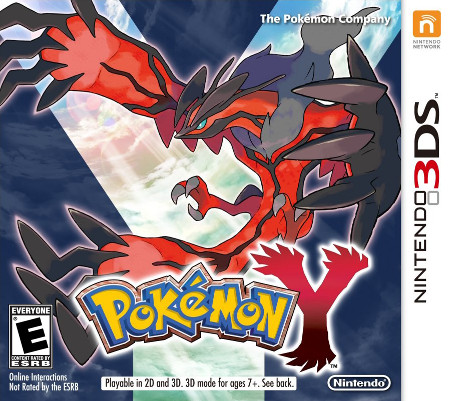 The Pokémon Company
NINTENDO
NETWORK
NINTENDO 3DS
™
POKéMON Y
™
EVERYONE
E
CONTENT RATED BY
ESRB
Online Interactions
Not Rated by the ESRB
Playable in 2D and 3D. 3D mode for ages 7+. See back.
Nintendo